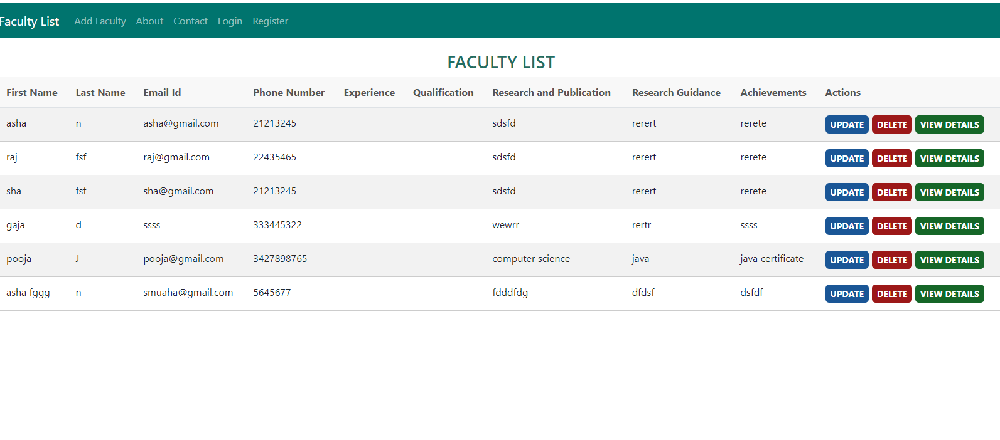 Faculty List Add Faculty About Contact Login Register
FACULTY LIST
First Name Last Name Email Id Phone Number Experience Qualification Research and Publication Research Guidance Achievements Actions
asha n asha@gmail.com 21213245 sdsfd rerert rerete UPDATE DELETE VIEW DETAILS
raj fsf raj@gmail.com 22435465 sdsfd rerert rerete UPDATE DELETE VIEW DETAILS
sha fsf sha@gmail.com 21213245 sdsfd rerert rerete UPDATE DELETE VIEW DETAILS
gaja d ssss 333445322 wewrr rertr ssss UPDATE DELETE VIEW DETAILS
pooja J pooja@gmail.com 3427898765 computer science java java certificate UPDATE DELETE VIEW DETAILS
asha fggg n smuaha@gmail.com 5645677 fdddfdg dfdsf dsfdf UPDATE DELETE VIEW DETAILS